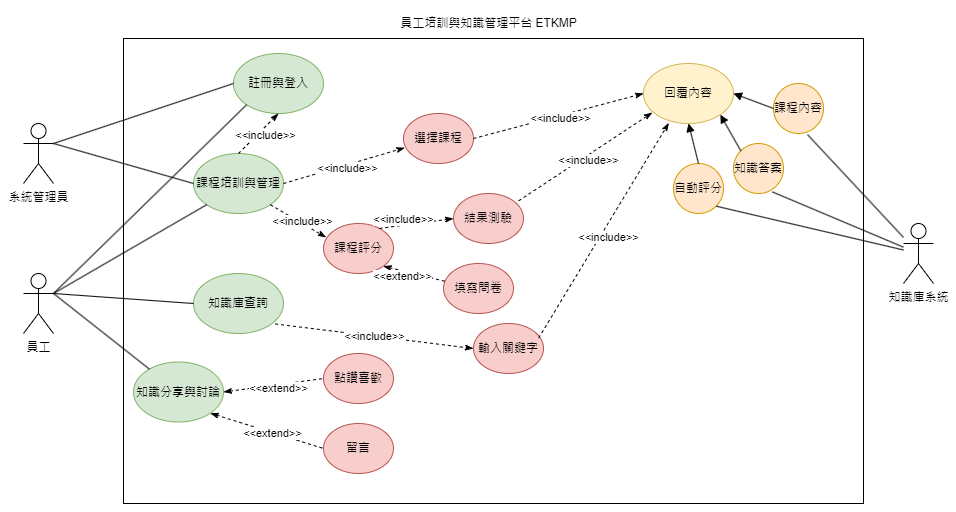 員工培訓與知識管理平台 ETKMP
註冊與登入
回覆內容
課程內容
<<include>>
<<include>>
選擇課程
<<include>>
<<include>>
知識答案
系統管理員
課程培訓與管理
自動評分
<<include>>
<<include>>
結果測驗
課程評分
<<include>>
<<extend>>
填寫問卷
知識庫系統
知識庫查詢
員工
<<include>>
輸入關鍵字
點讚喜歡
<<extend>>
知識分享與討論
<<extend>>
留言